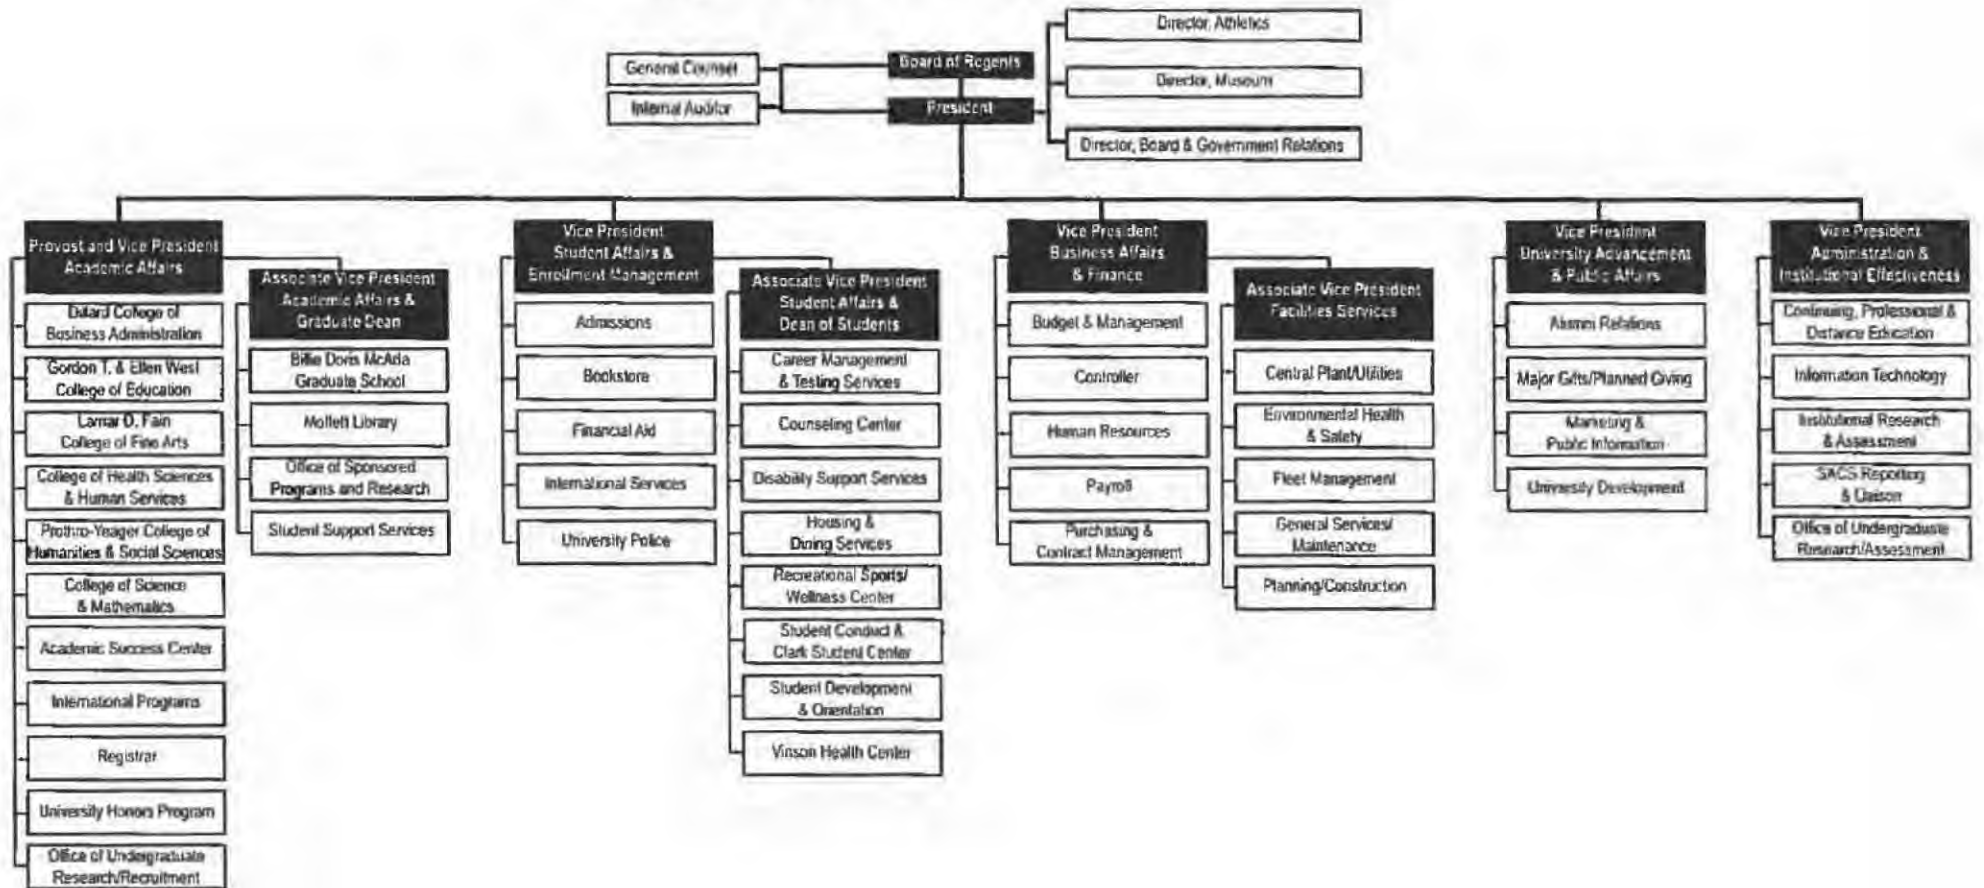 Director, Athletics
General Counsel
Board of Regents
Director, Museum
Internal Auditor
President
Director, Board & Government Relations
Provost and Vice President
Academic Affairs
Dillard College of
Business Administration
Gordon T. & Ellen West
College of Education
Lamar D. Fain
College of Fine Arts
College of Health Sciences
& Human Services
Prothro-Yeager College of
Humanities & Social Sciences
College of Science
& Mathematics
Academic Success Center
International Programs
Registrar
University Honors Program
Office of Undergraduate
Research/Recruitment
Associate Vice President
Academic Affairs &
Graduate Dean
Billie Doris McAda
Graduate School
Moffett Library
Office of Sponsored
Programs and Research
Student Support Services
Vice President
Student Affairs &
Enrollment Management
Admissions
Bookstore
Financial Aid
International Services
University Police
Associate Vice President
Student Affairs &
Dean of Students
Career Management
& Testing Services
Counseling Center
Disability Support Services
Housing &
Dining Services
Recreational Sports/
Wellness Center
Student Conduct &
Clark Student Center
Student Development
& Orientation
Vinson Health Center
Vice President
Business Affairs
& Finance
Budget & Management
Controller
Human Resources
Payroll
Purchasing &
Contract Management
Associate Vice President
Facilities Services
Central Plant/Utilities
Environmental Health
& Safety
Fleet Management
General Services/
Maintenance
Planning/Construction
Vice President
University Advancement
& Public Affairs
Alumni Relations
Major Gifts/Planned Giving
Marketing &
Public Information
University Development
Vice President
Administration &
Institutional Effectiveness
Continuing, Professional &
Distance Education
Information Technology
Institutional Research
& Assessment
SACS Reporting
& Liaison
Office of Undergraduate
Research/Assessment